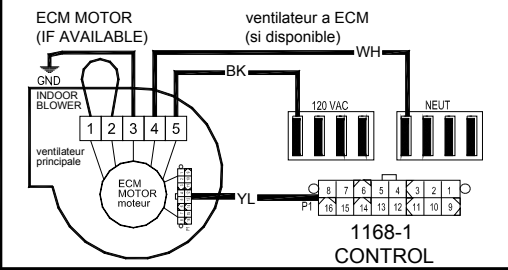 ECM MOTOR
(IF AVAILABLE)
ventilateur a ECM
(si disponible)
WH
BK
GND
INDOOR
BLOWER
120 VAC
NEUT
1 2 3 4 5
ventilateur
principale
ECM
MOTOR
moteur
YL
P1
8 7 6 5 4 3 2 1
16 15 14 13 12 11 10 9
1168-1
CONTROL